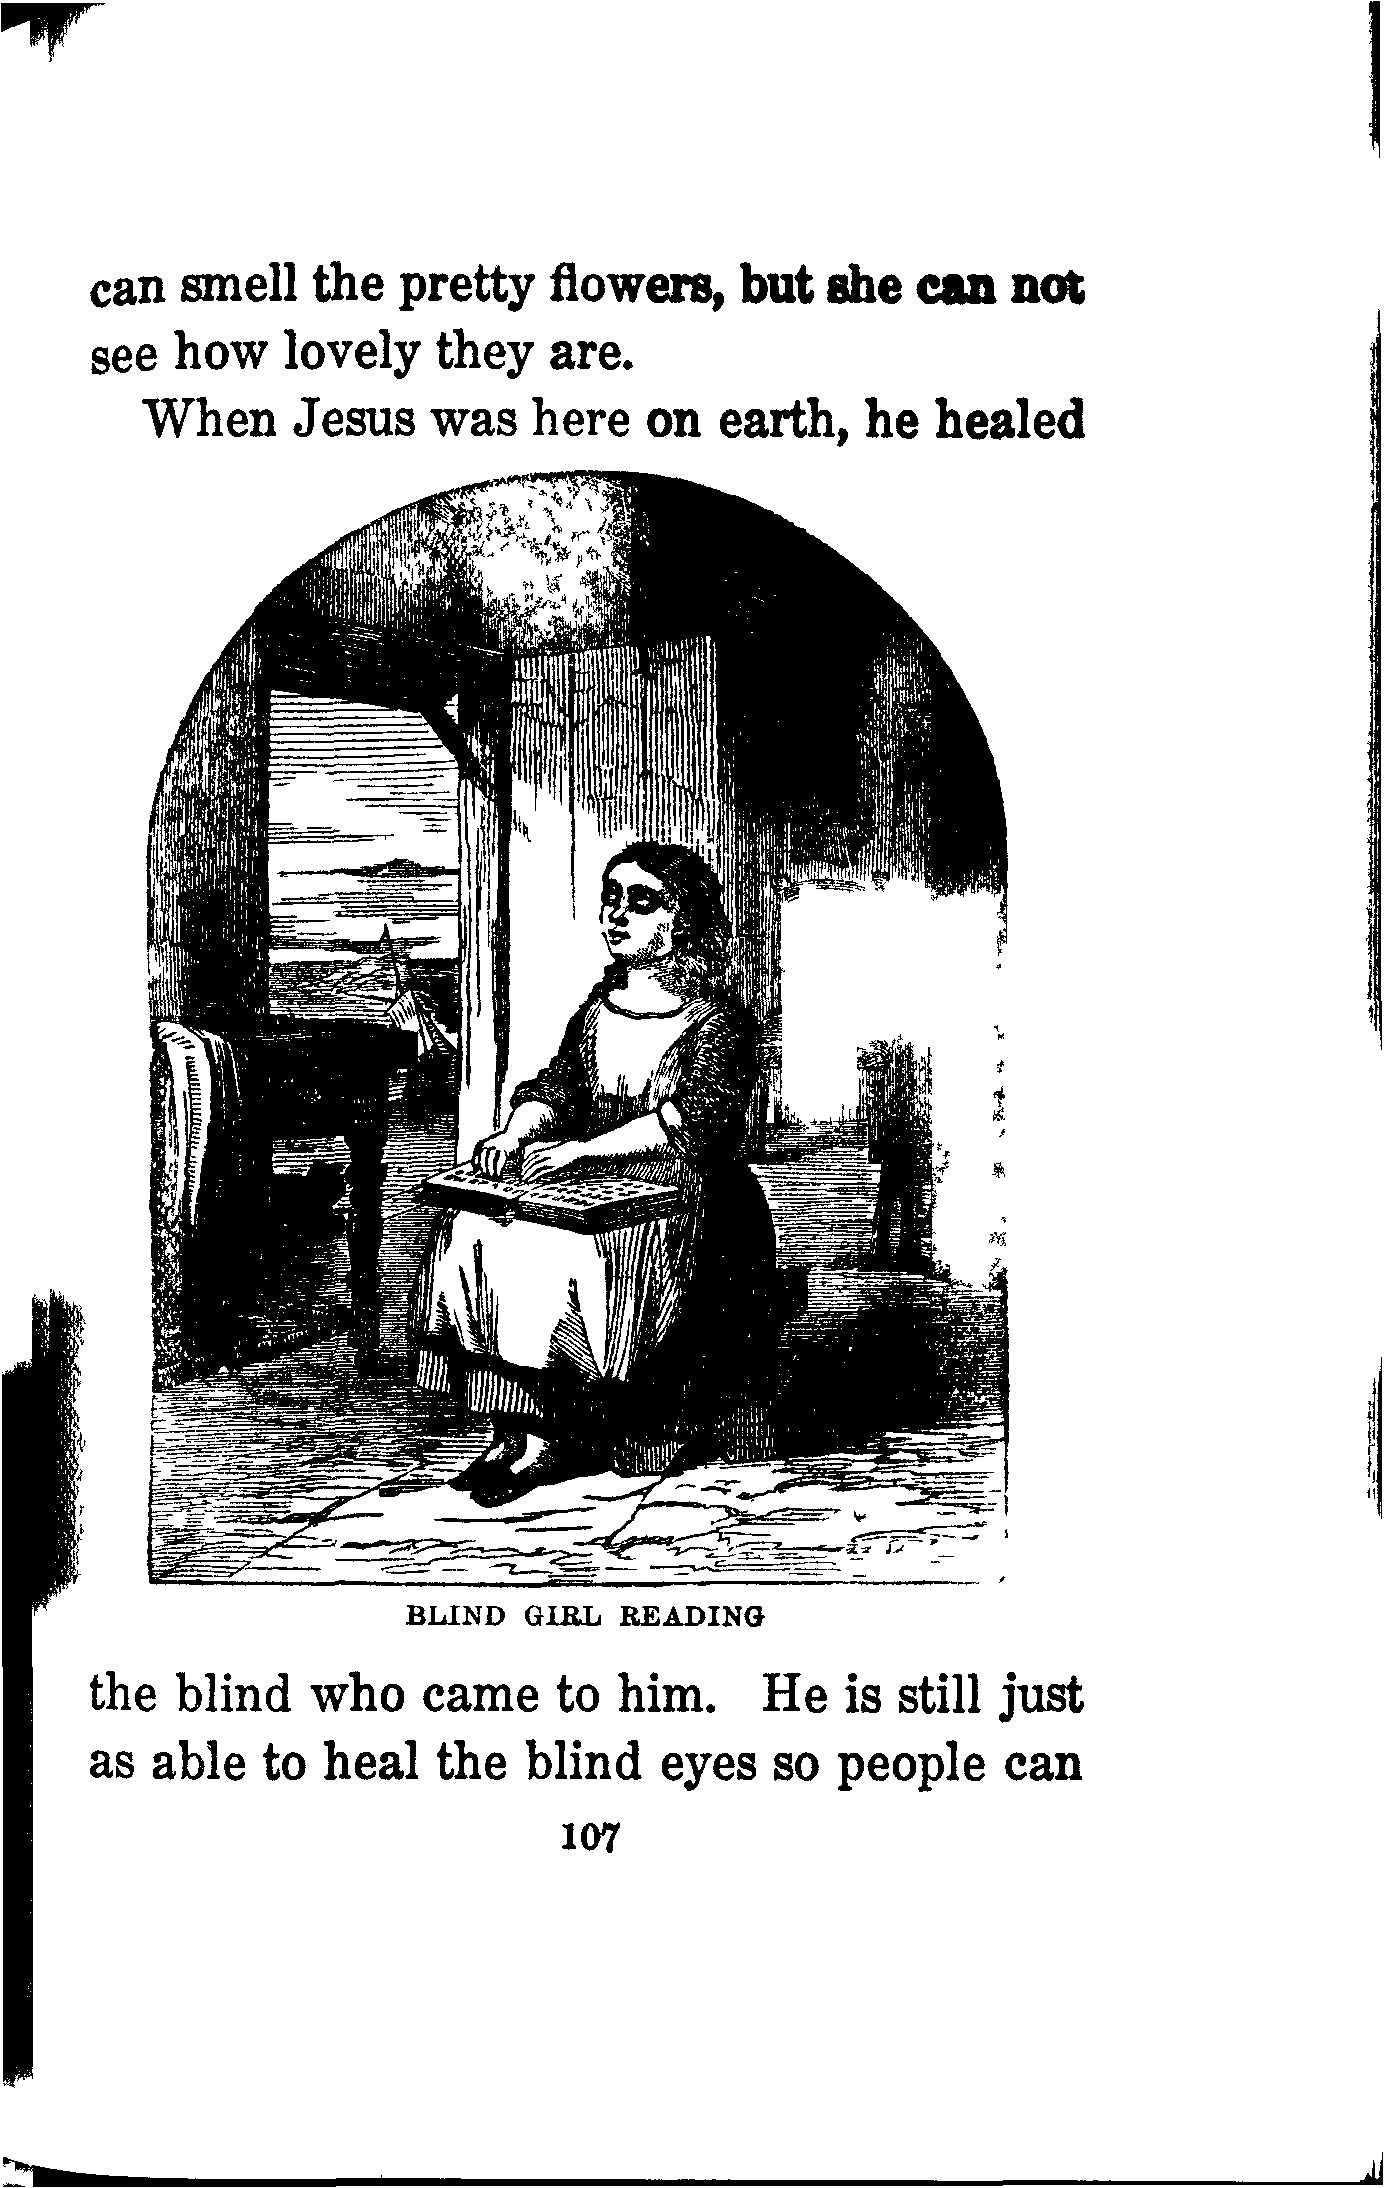 can smell the pretty flowers, but she can not
see how lovely they are.
When Jesus was here on earth, he healed
BLIND GIRL READING
the blind who came to him. He is still just
as able to heal the blind eyes so people can
107